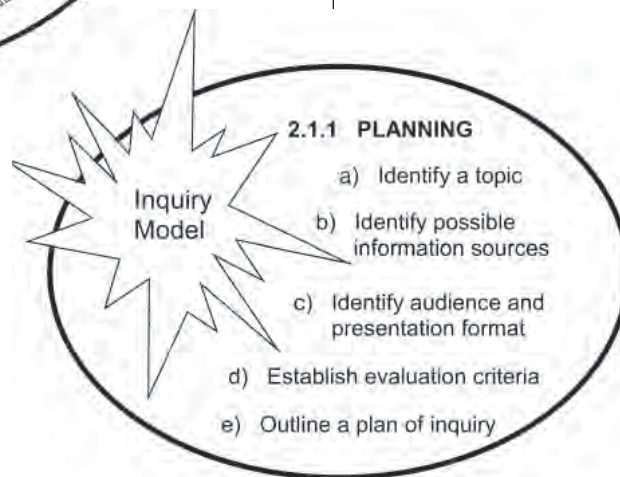 2.1.1 PLANNING
a) Identify a topic
Inquiry
Model
b) Identify possible
information sources
c) Identify audience and
presentation format
d) Establish evaluation criteria
e) Outline a plan of inquiry